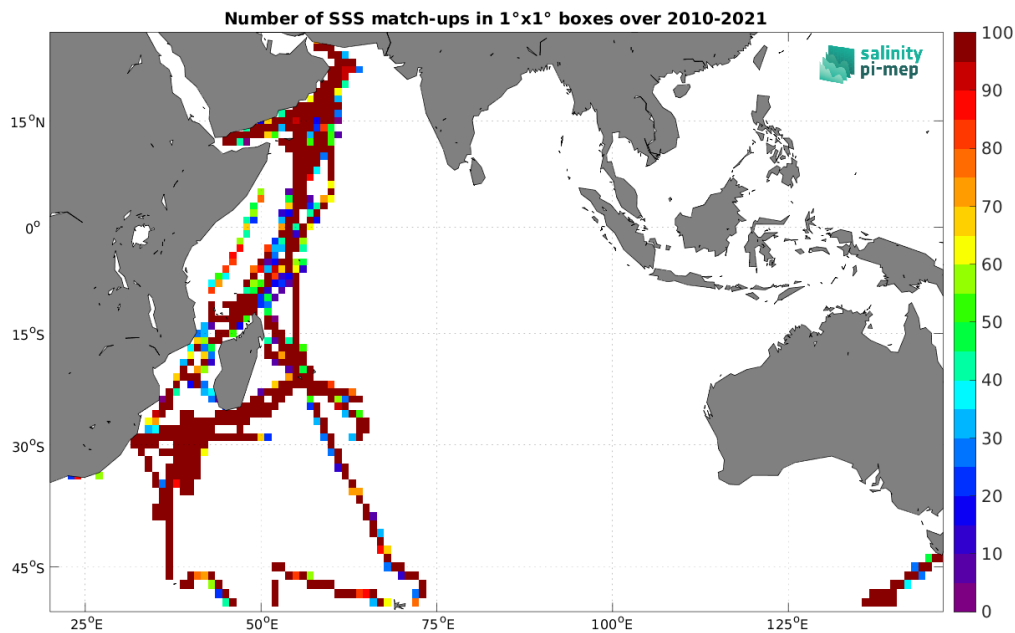 Number of SSS match-ups in 1°x1° boxes over 2010-2021
salinity
pi-mep
100
90
80
70
60
50
40
30
20
10
0
15°N
0°
15°S
30°S
45°S
25°E
50°E
75°E
100°E
125°E